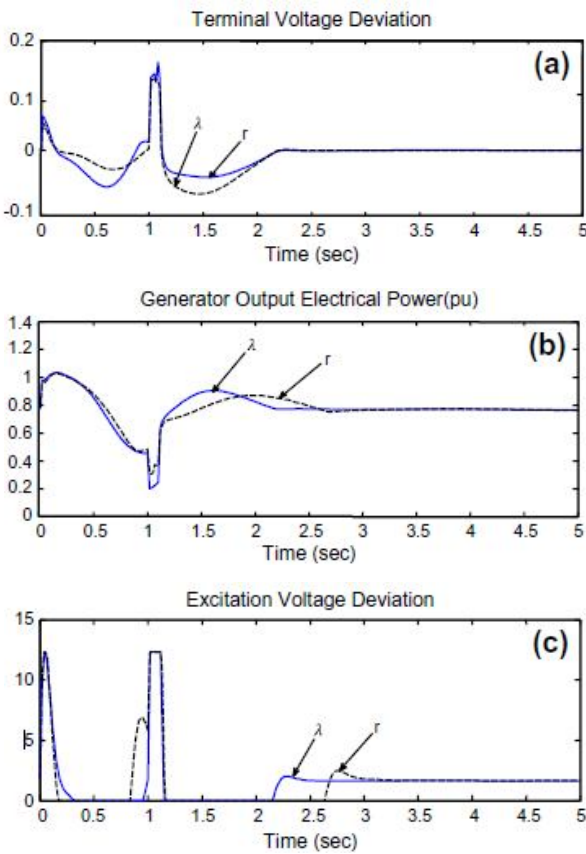 Terminal Voltage Deviation
0.2
(a)
0.1
λ
r
0
-0.1
0 0.5 1 1.5 2 2.5 3 3.5 4 4.5 5
Time (sec)
Generator Output Electrical Power(pu)
1.4
(b)
1.2
λ
r
1
0.8
0.6
0.4
0.2
0
0 0.5 1 1.5 2 2.5 3 3.5 4 4.5 5
Time (sec)
Excitation Voltage Deviation
15
(c)
10
λ
r
5
0
0 0.5 1 1.5 2 2.5 3 3.5 4 4.5 5
Time (sec)